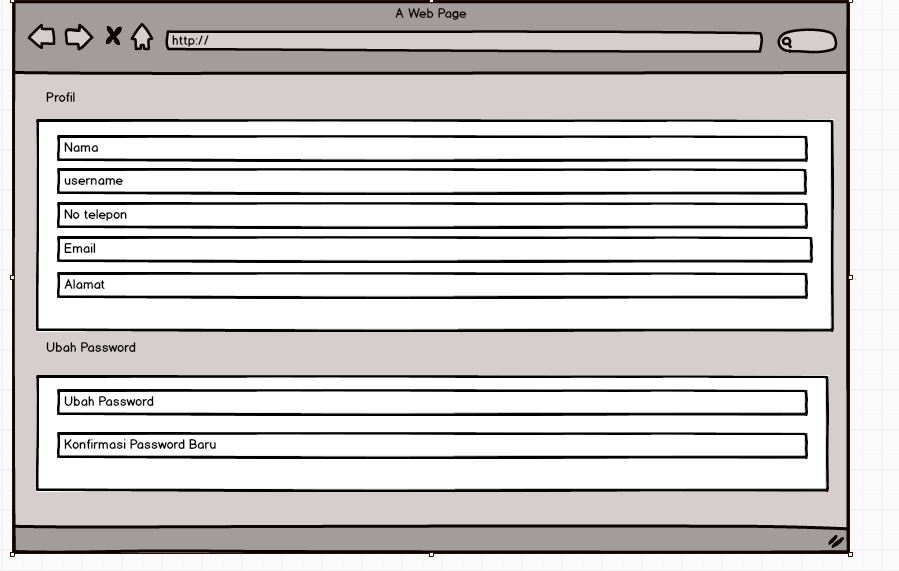 A Web Page
http://
Profil
Nama
username
No telepon
Email
Alamat
Ubah Password
Ubah Password
Konfirmasi Password Baru